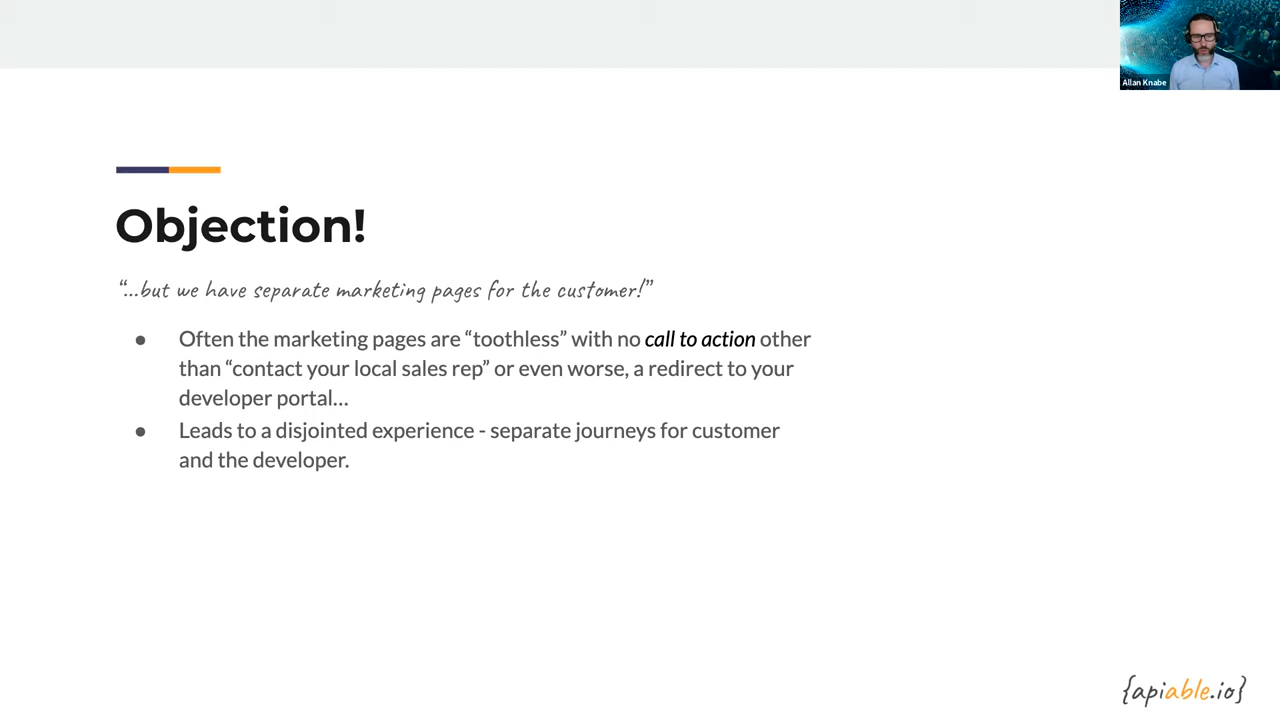 Allan Knabe
Objection!
“...but we have separate marketing pages for the customer!”
● Often the marketing pages are “toothless” with no call to action other
than “contact your local sales rep” or even worse, a redirect to your
developer portal...
● Leads to a disjointed experience - separate journeys for customer
and the developer.
{apiable.io}